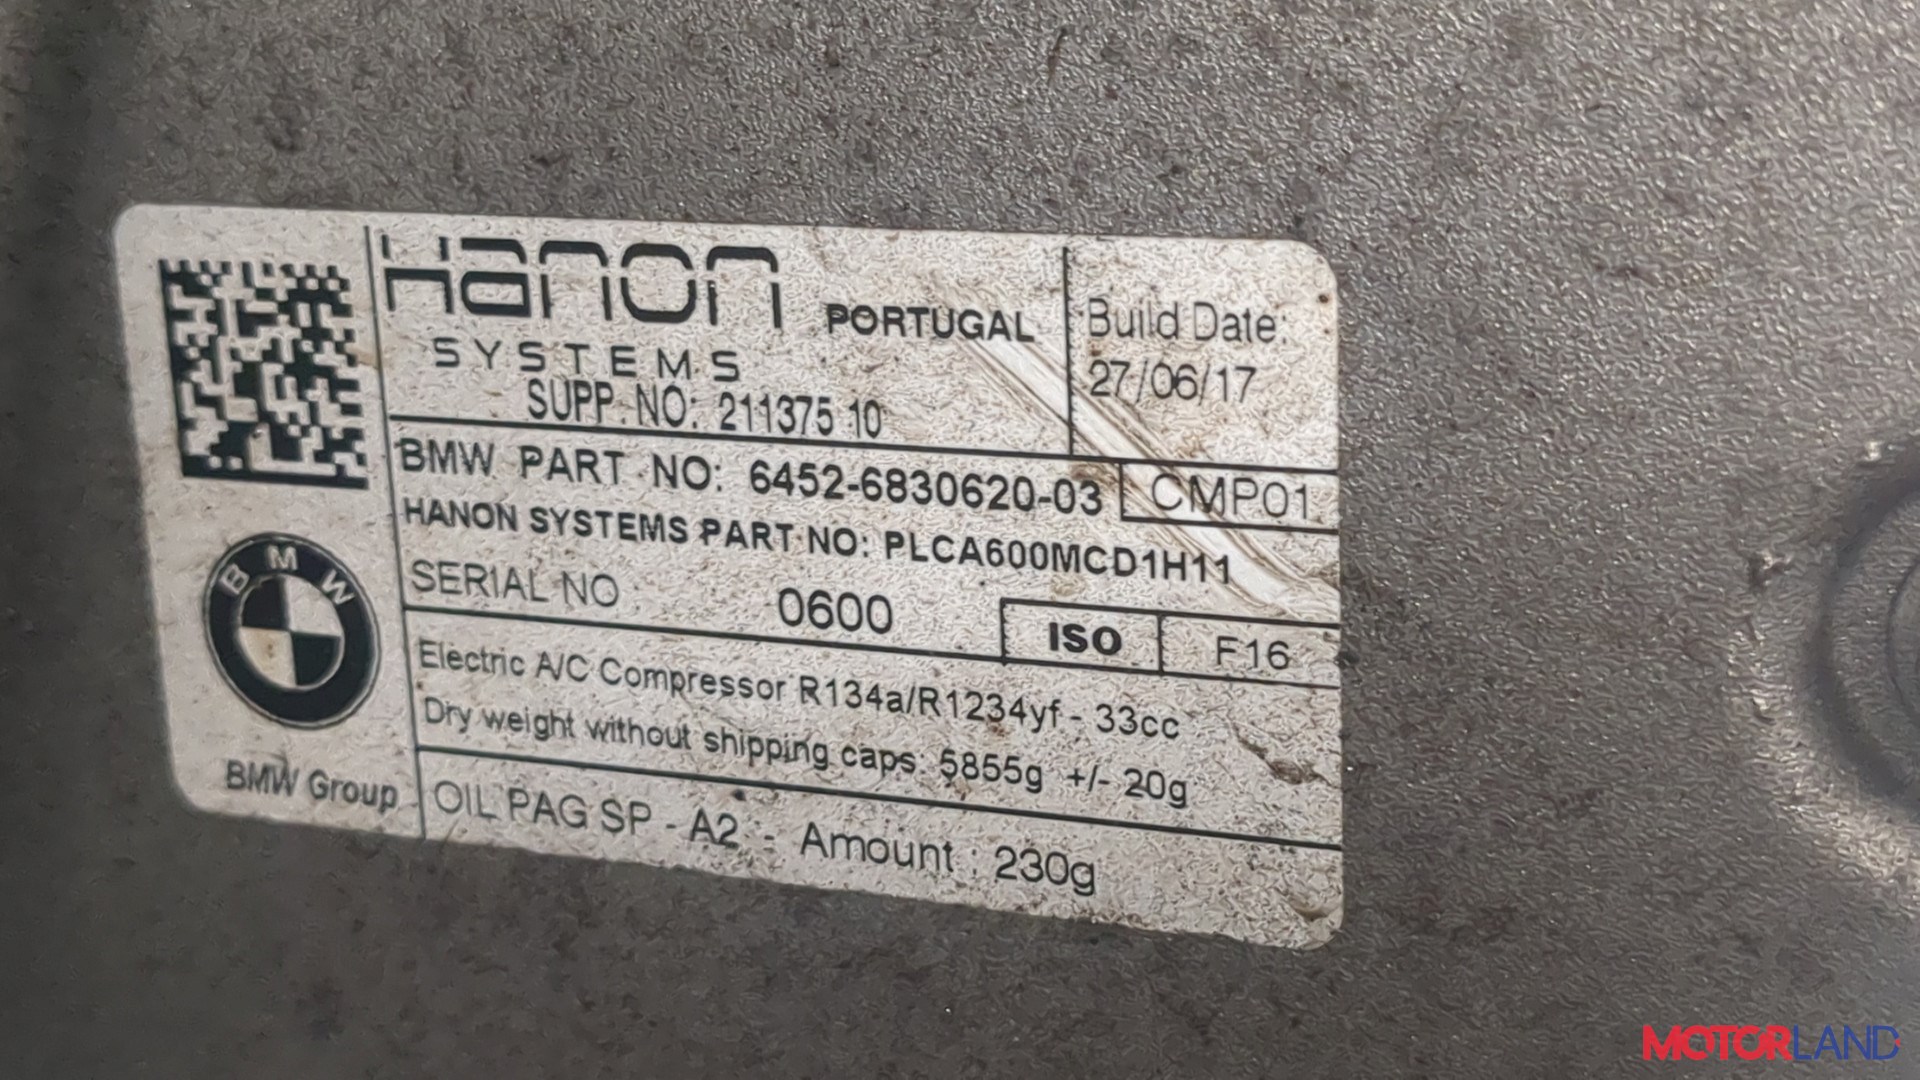 Hanon PORTUGAL
SYSTEMS
SUPP. NO: 211375 10
Build Date:
27/06/17
BMW PART NO: 6452-6830620-03 CMP01
HANON SYSTEMS PART NO: PLCA600MCD1H11
SERIAL NO 0600 ISO F16
Electric A/C Compressor R134a/R1234yf - 33cc
Dry weight without shipping caps: 5855g +/- 20g
OIL PAG SP - A2 - Amount : 230g
BMW
BMW Group
MOTORLAND